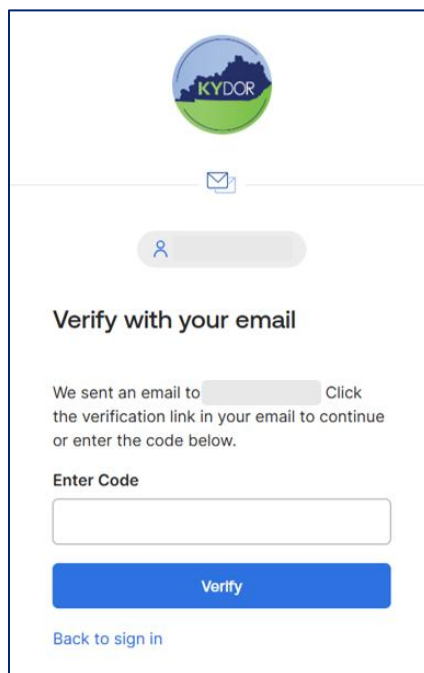 KYDOR
Verify with your email
We sent an email to Click
the verification link in your email to continue
or enter the code below.
Enter Code
Verify
Back to sign in